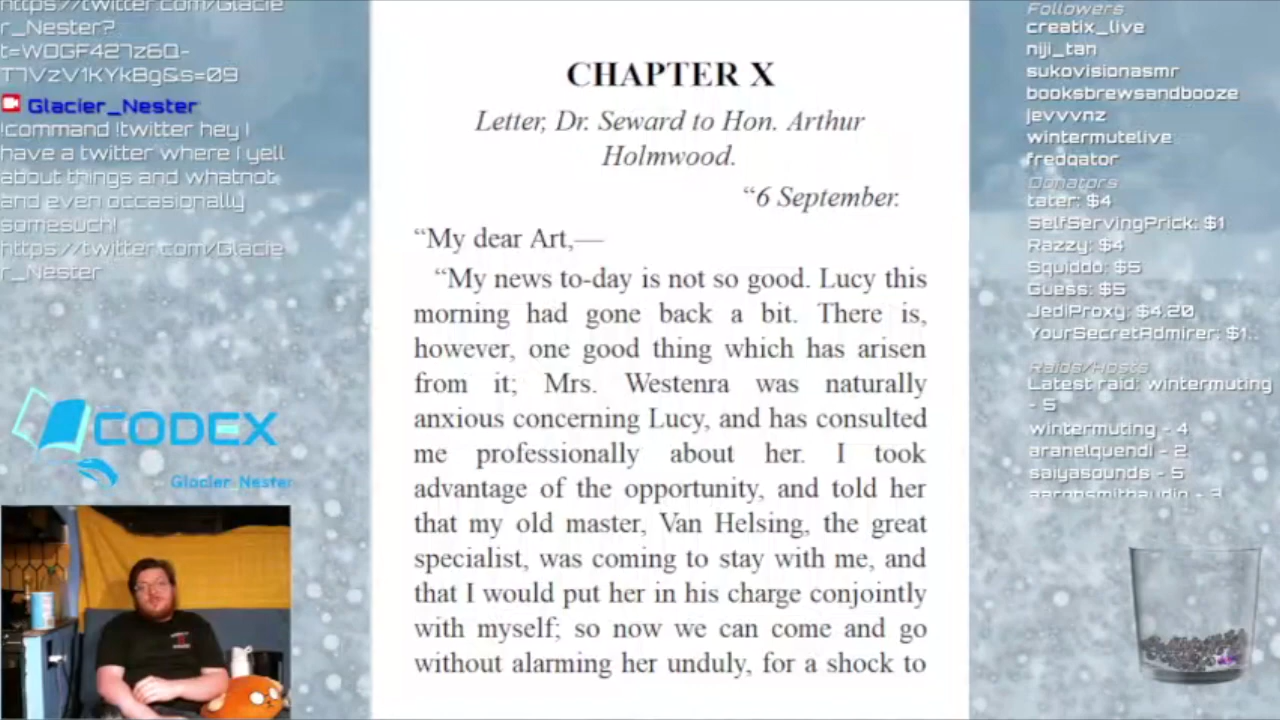 https://twitter.com/Glacie
r_Nester?
t=W0GF427z6Q-
T7VzV1KYkBg&s=09
Glacier_Nester
!command !twitter hey I
have a twitter where I yell
about things and whatnot
and even occasionally
somesuch!
https://twitter.com/Glacie
r_Nester
CODEX
Glacier_Nester
CHAPTER X
Letter, Dr. Seward to Hon. Arthur
Holmwood.
“6 September.
“My dear Art,—
“My news to-day is not so good. Lucy this
morning had gone back a bit. There is,
however, one good thing which has arisen
from it; Mrs. Westenra was naturally
anxious concerning Lucy, and has consulted
me professionally about her. I took
advantage of the opportunity, and told her
that my old master, Van Helsing, the great
specialist, was coming to stay with me, and
that I would put her in his charge conjointly
with myself; so now we can come and go
without alarming her unduly, for a shock to
Followers
creatix_live
niji_tan
sukovisionasmr
booksbrewsandbooze
jevvvnz
wintermutelive
fredgator
Donators
tater: $4
SelfServingPrick: $1
Razzy: $4
Squiddo: $5
Guess: $5
JediProxy: $4.20
YourSecretAdmirer: $1..
Raids/Hosts
Latest raid: wintermuting
- 5
wintermuting - 4
aranelquendi - 2
saiyasounds - 5